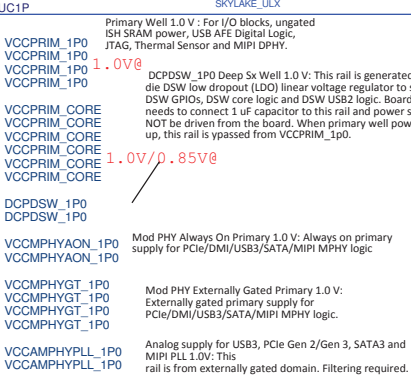 UC1P
SKYLAKE_ULX
Primary Well 1.0 V : For I/O blocks, ungated
ISH SRAM power, USB AFE Digital Logic,
JTAG, Thermal Sensor and MIPI DPHY.
VCCPRIM_1P0
VCCPRIM_1P0
VCCPRIM_1P0
1.0V@
DCPDSW_1P0 Deep Sx Well 1.0 V: This rail is generated
die DSW low dropout (LDO) linear voltage regulator to s
DSW GPIOs, DSW core logic and DSW USB2 logic. Board
needs to connect 1 uF capacitor to this rail and power s
NOT be driven from the board. When primary well pow
up, this rail is ypassed from VCCPRIM_1p0.
VCCPRIM_CORE
VCCPRIM_CORE
VCCPRIM_CORE
VCCPRIM_CORE
VCCPRIM_CORE
VCCPRIM_CORE
1.0V/0.85V@
DCPDSW_1P0
DCPDSW_1P0
VCCMPHYAON_1P0
VCCMPHYAON_1P0
Mod PHY Always On Primary 1.0 V: Always on primary
supply for PCIe/DMI/USB3/SATA/MIPI MPHY logic
VCCMPHYGT_1P0
VCCMPHYGT_1P0
VCCMPHYGT_1P0
VCCMPHYGT_1P0
Mod PHY Externally Gated Primary 1.0 V:
Externally gated primary supply for
PCIe/DMI/USB3/SATA/MIPI MPHY logic.
VCCAMPHYPLL_1P0
VCCAMPHYPLL_1P0
Analog supply for USB3, PCIe Gen 2/Gen 3, SATA3 and
MIPI PLL 1.0V: This
rail is from externally gated domain. Filtering required.